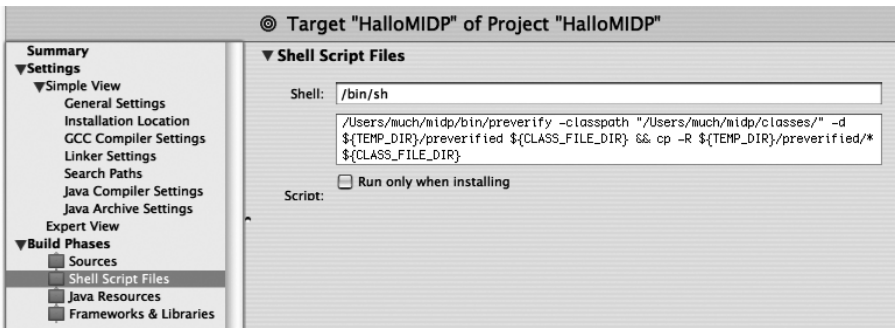 Target "HalloMIDP" of Project "HalloMIDP"
Summary
Settings
Simple View
General Settings
Installation Location
GCC Compiler Settings
Linker Settings
Search Paths
Java Compiler Settings
Java Archive Settings
Expert View
Build Phases
Sources
Shell Script Files
Java Resources
Frameworks & Libraries
Shell Script Files
Shell: /bin/sh
/Users/much/midp/bin/preverify -classpath "/Users/much/midp/classes/" -d
${TEMP_DIR}/preverified ${CLASS_FILE_DIR} && cp -R ${TEMP_DIR}/preverified/*
${CLASS_FILE_DIR}
Run only when installing
Script: